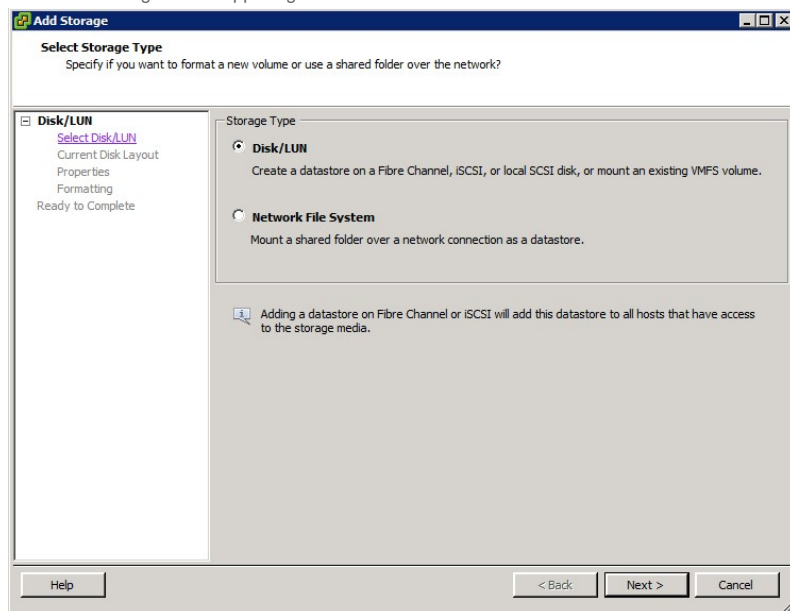 Add Storage
Select Storage Type
Specify if you want to format a new volume or use a shared folder over the network?
Disk/LUN
Select Disk/LUN
Current Disk Layout
Properties
Formatting
Ready to Complete
Storage Type
Disk/LUN
Create a datastore on a Fibre Channel, iSCSI, or local SCSI disk, or mount an existing VMFS volume.
Network File System
Mount a shared folder over a network connection as a datastore.
Adding a datastore on Fibre Channel or iSCSI will add this datastore to all hosts that have access
to the storage media.
Help
< Back
Next >
Cancel